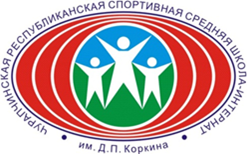 ЧУРАПЧИНСКАЯ РЕСПУБЛИКАНСКАЯ СПОРТИВНАЯ СРЕДНЯЯ ШКОЛА-ИНТЕРНАТ
им. Д.П. Коркина